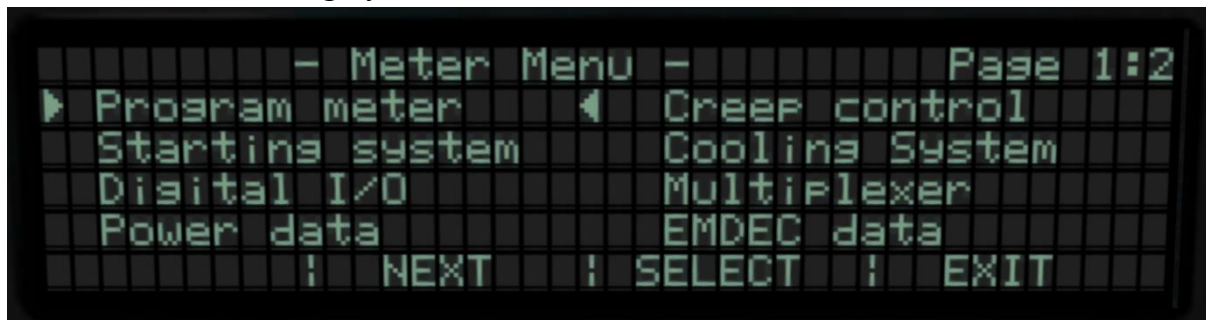 - Meter Menu - Page 1:2
▶ Program meter ◀ Creep control
Starting system Cooling System
Digital I/O Multiplexer
Power data EMDEC data
¦ NEXT ¦ SELECT ¦ EXIT